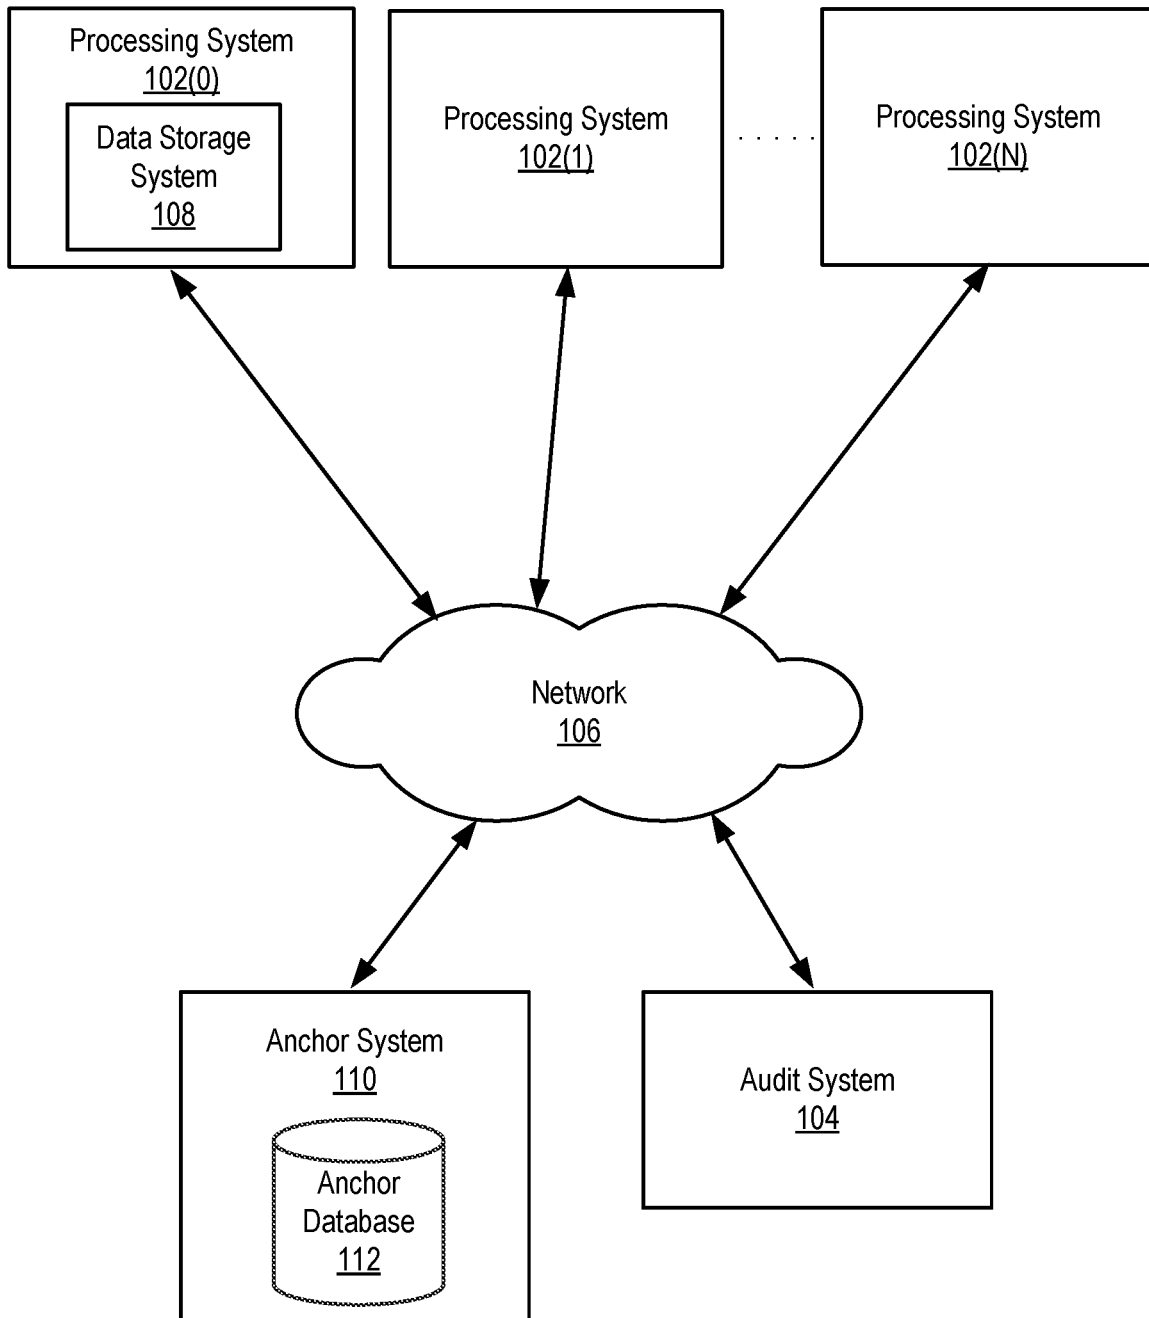 Processing System
102(0)
Data Storage
System
108
Processing System
102(1)
. . . . .
Processing System
102(N)
Network
106
Anchor System
110
Anchor
Database
112
Audit System
104